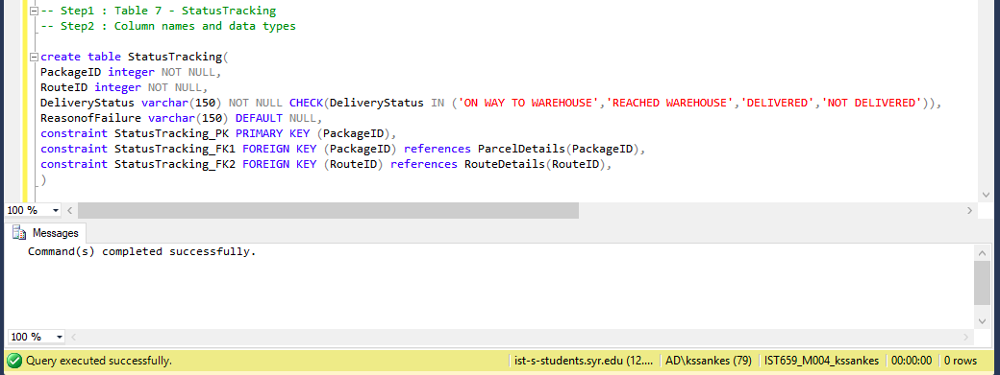 -- Step1 : Table 7 - StatusTracking
-- Step2 : Column names and data types
create table StatusTracking(
PackageID integer NOT NULL,
RouteID integer NOT NULL,
DeliveryStatus varchar(150) NOT NULL CHECK(DeliveryStatus IN ('ON WAY TO WAREHOUSE','REACHED WAREHOUSE','DELIVERED','NOT DELIVERED')),
ReasonofFailure varchar(150) DEFAULT NULL,
constraint StatusTracking_PK PRIMARY KEY (PackageID),
constraint StatusTracking_FK1 FOREIGN KEY (PackageID) references ParcelDetails(PackageID),
constraint StatusTracking_FK2 FOREIGN KEY (RouteID) references RouteDetails(RouteID),
)
100 %
Messages
Command(s) completed successfully.
100 %
Query executed successfully. ist-s-students.syr.edu (12.... AD\kssankes (79) IST659_M004_kssankes 00:00:00 0 rows